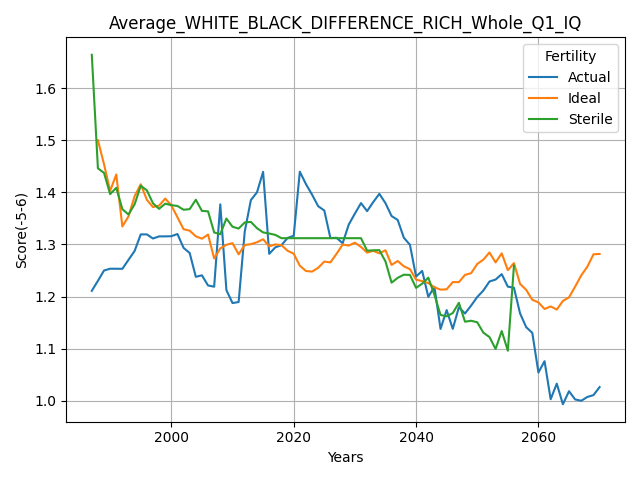 Average_WHITE_BLACK_DIFFERENCE_RICH_Whole_Q1_IQ
Fertility
Actual
Ideal
Sterile
Score(-5-6)
1.6
1.5
1.4
1.3
1.2
1.1
1.0
2000
2020
2040
2060
Years